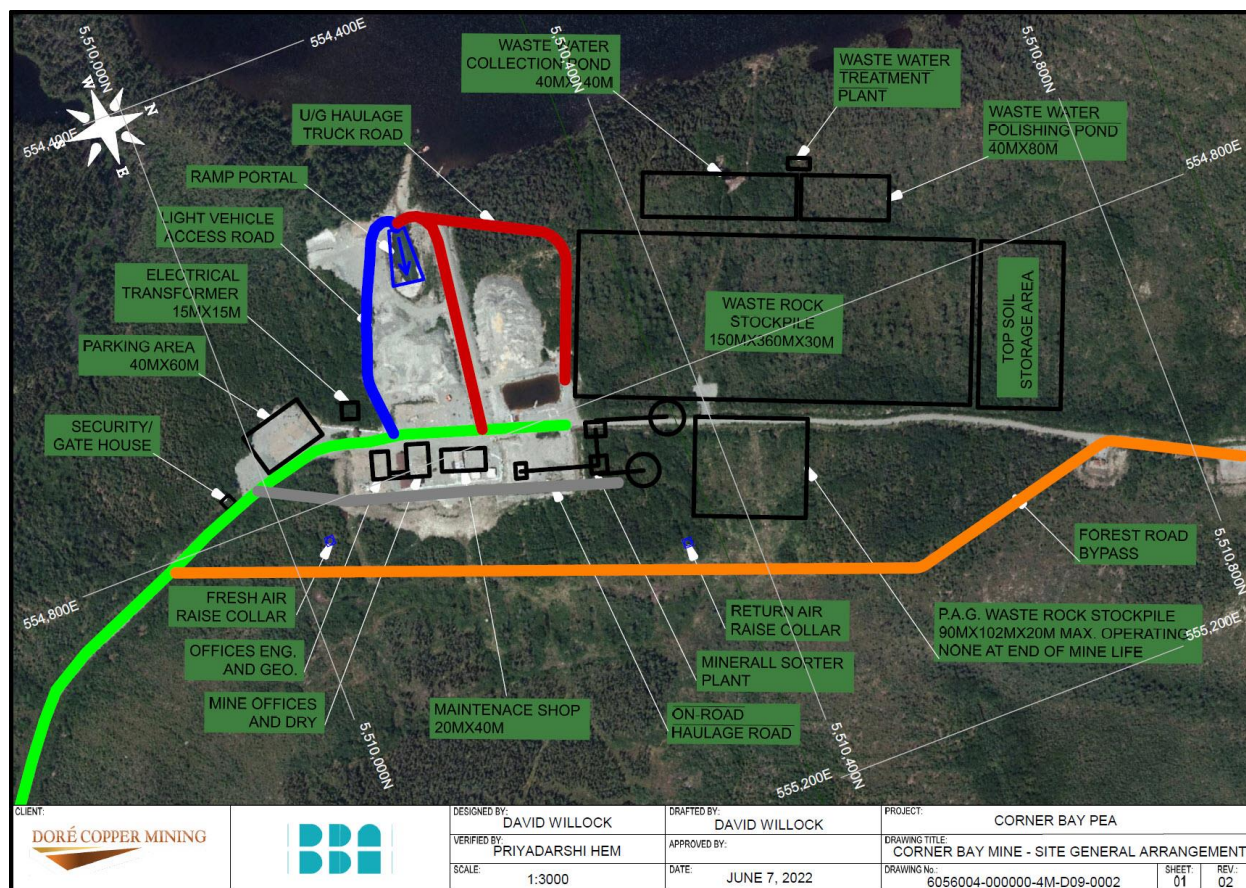 5,510,000N
554,400E
5,510,400N
5,510,800N
WASTE WATER
COLLECTION POND
40MX 40M
WASTE WATER
TREATMENT
PLANT
WASTE WATER
POLISHING POND
40MX80M
554,800E
554,400E
W
N
S
E
U/G HAULAGE
TRUCK ROAD
RAMP PORTAL
LIGHT VEHICLE
ACCESS ROAD
ELECTRICAL
TRANSFORMER
15MX15M
PARKING AREA
40MX60M
SECURITY/
GATE HOUSE
WASTE ROCK
STOCKPILE
150MX360MX30M
TOP SOIL
STORAGE AREA
FOREST ROAD
BYPASS
5,510,800N
554,800E
FRESH AIR
RAISE COLLAR
OFFICES ENG.
AND GEO.
MINE OFFICES
AND DRY
5,510,000N
MAINTENACE SHOP
20MX40M
RETURN AIR
RAISE COLLAR
MINERALL SORTER
PLANT
ON-ROAD
HAULAGE ROAD
P.A.G. WASTE ROCK STOCKPILE
90MX102MX20M MAX. OPERATING
NONE AT END OF MINE LIFE
555,200E
5,510,400N
555,200E
CLIENT:
DORÉ COPPER MINING
BBA
BBA
DESIGNED BY:
DAVID WILLOCK
DRAFTED BY:
DAVID WILLOCK
PROJECT:
CORNER BAY PEA
VERIFIED BY:
PRIYADARSHI HEM
APPROVED BY:
DRAWING TITLE:
CORNER BAY MINE - SITE GENERAL ARRANGEMENT
SCALE:
1:3000
DATE:
JUNE 7, 2022
DRAWING No.:
6056004-000000-4M-D09-0002
SHEET:
01
REV.:
02